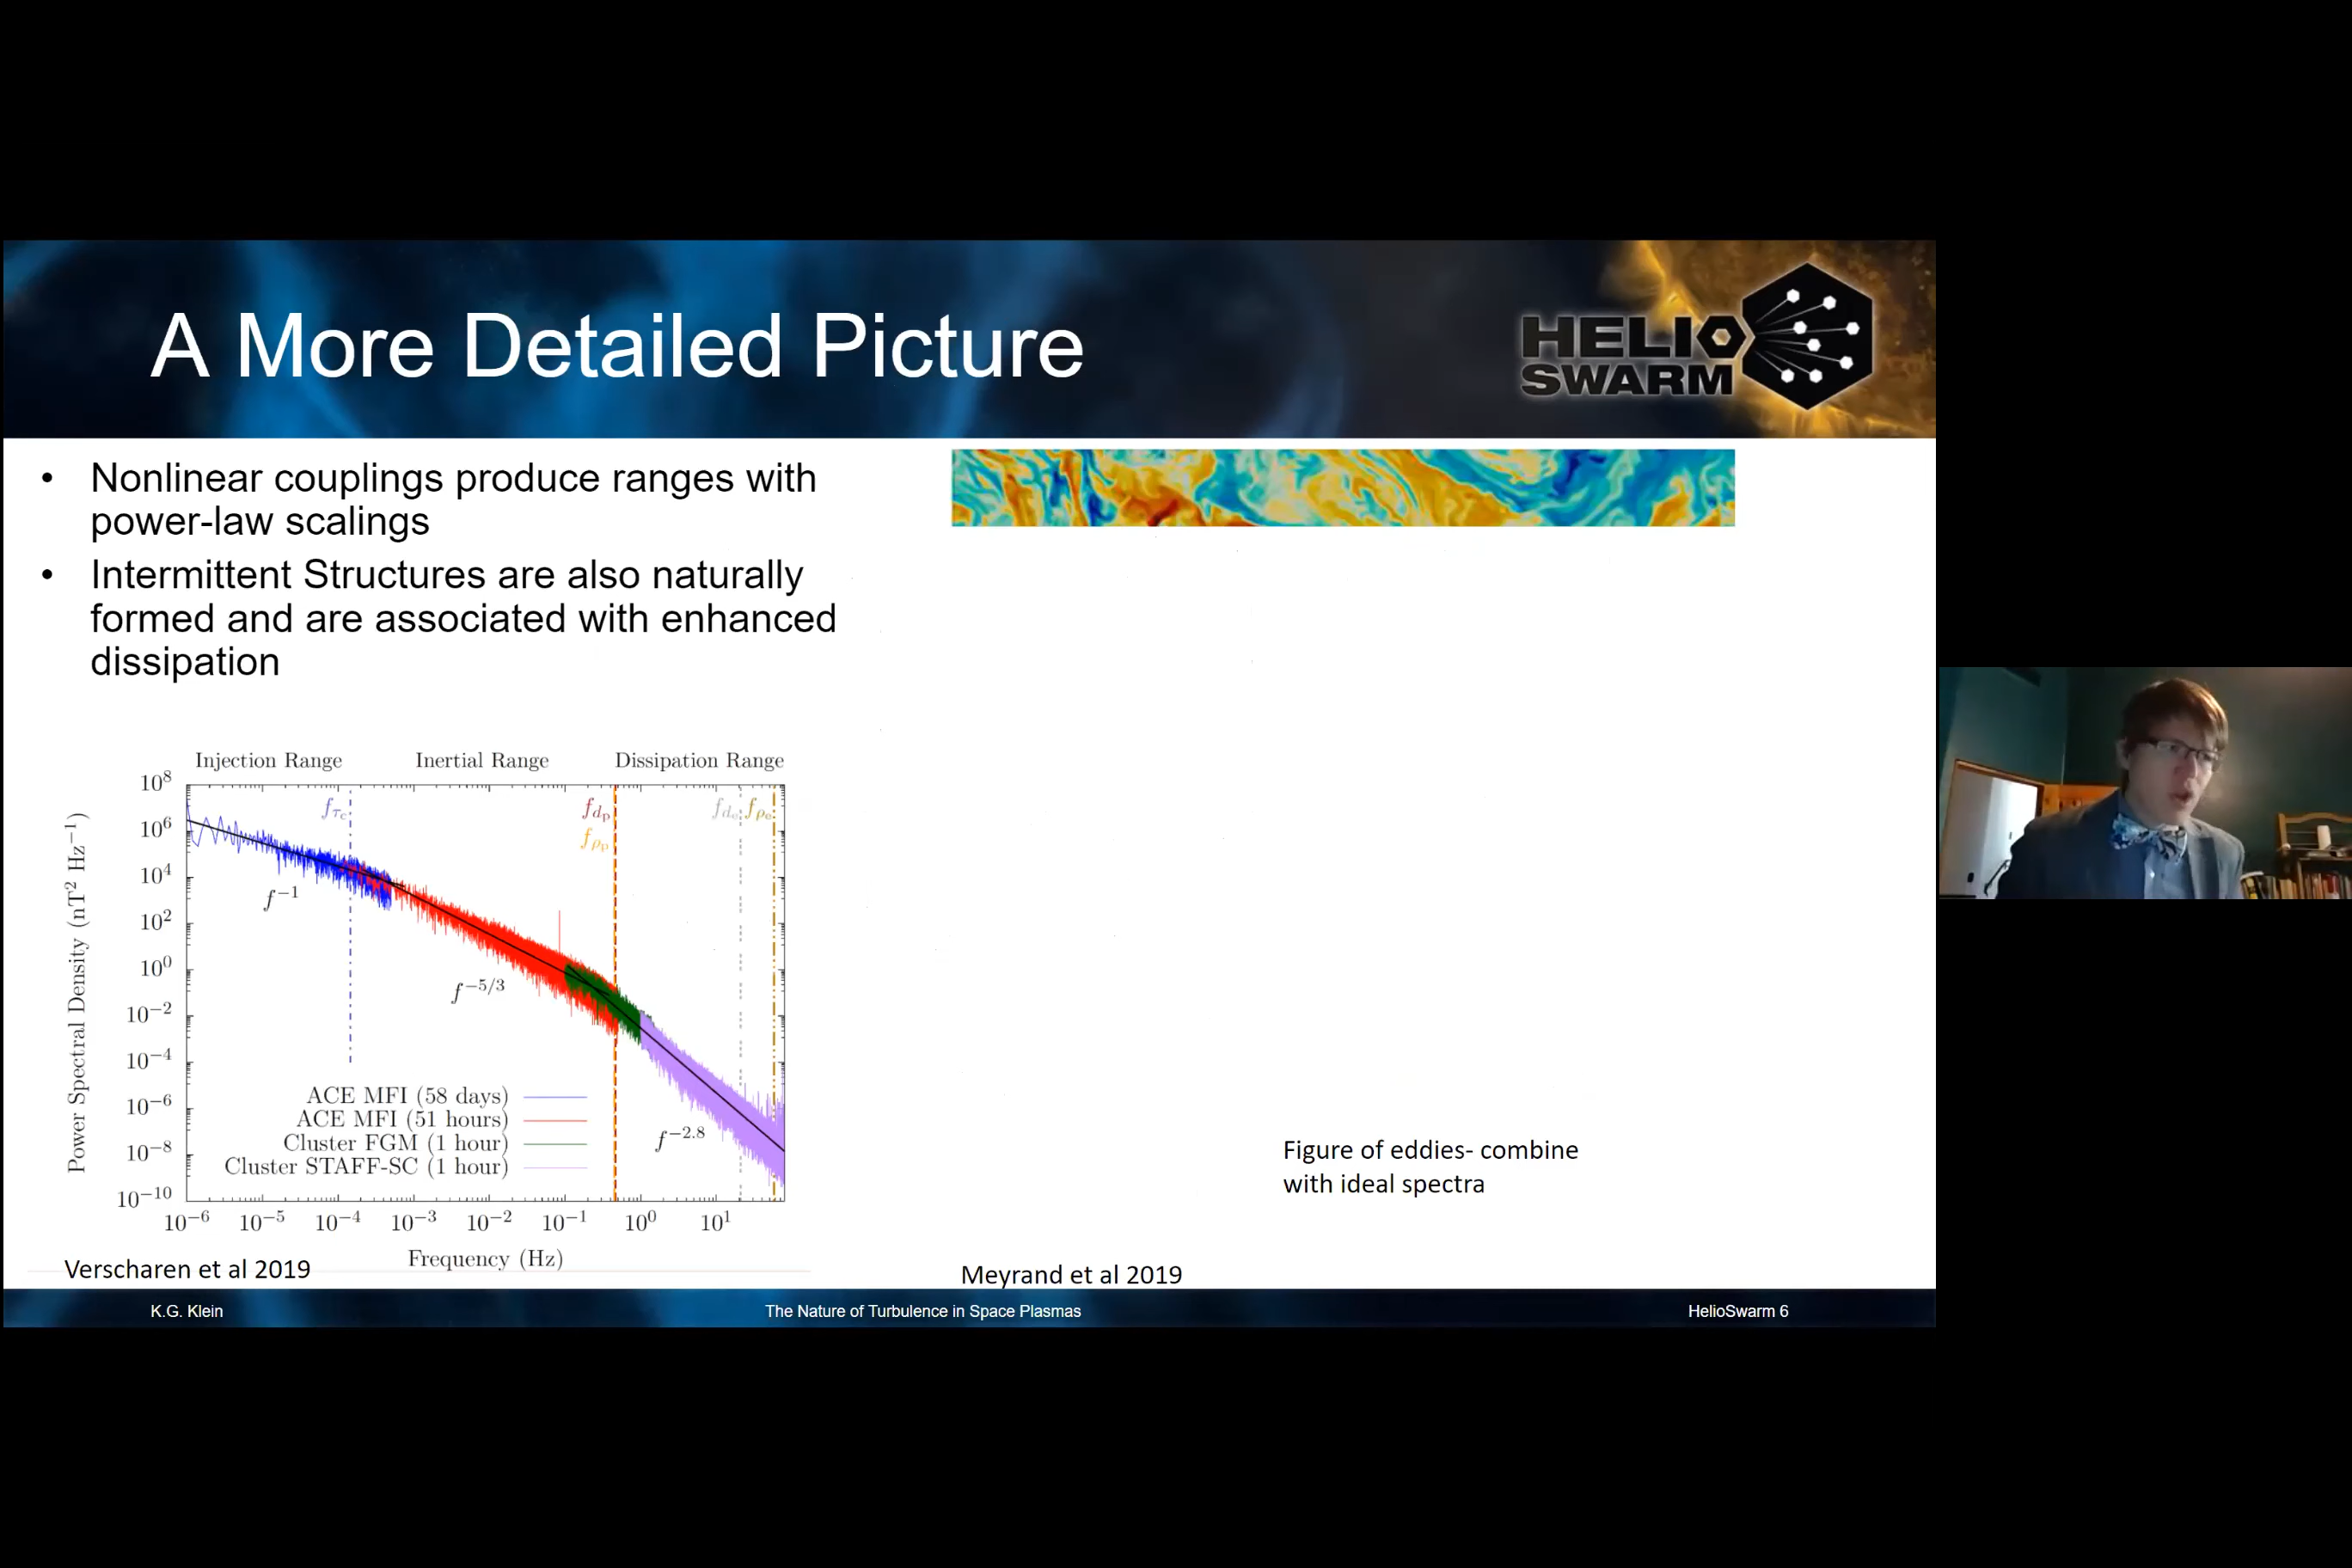 A More Detailed Picture
HELIO
SWARM
• Nonlinear couplings produce ranges with
power-law scalings
• Intermittent Structures are also naturally
formed and are associated with enhanced
dissipation
Injection Range
Inertial Range
Dissipation Range
Power Spectral Density (nT² Hz⁻¹)
10⁸
10⁶
10⁴
10²
10⁰
10⁻²
10⁻⁴
10⁻⁶
10⁻⁸
10⁻¹⁰
f_τc
f_dp
f_ρp
f_de
f_ρe
f⁻¹
f⁻⁵/³
f⁻²·⁸
ACE MFI (58 days)
ACE MFI (51 hours)
Cluster FGM (1 hour)
Cluster STAFF-SC (1 hour)
10⁻⁶ 10⁻⁵ 10⁻⁴ 10⁻³ 10⁻² 10⁻¹ 10⁰ 10¹
Frequency (Hz)
Verscharen et al 2019
Figure of eddies- combine
with ideal spectra
Meyrand et al 2019
K.G. Klein
The Nature of Turbulence in Space Plasmas
HelioSwarm 6